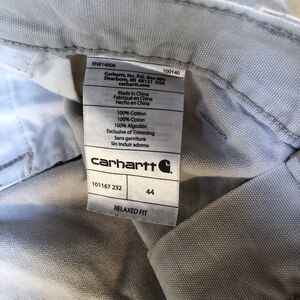 RN#14806 100140
Carhartt, Inc. P.O. Box 600
Dearborn, MI 48121 USA
carhartt.com
Made in China
Fabriqué en Chine
Hecho en China
100% Cotton
100% Coton
100% Algodón
Exclusive of Trimming
Sans garniture
Sin incluir adorno
carhartt
101167 232 44
RELAXED FIT